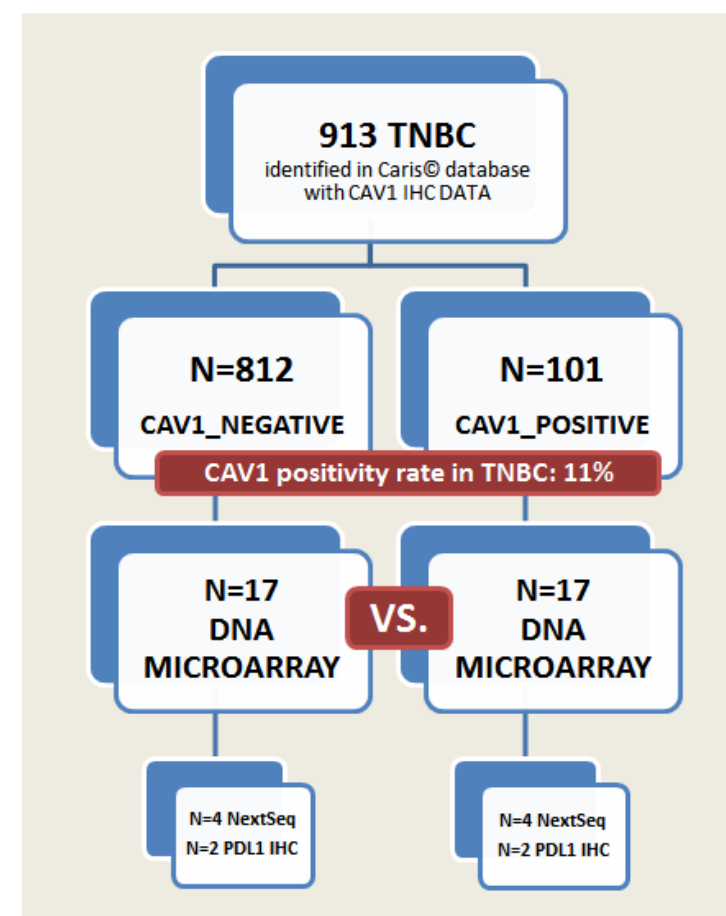 913 TNBC
identified in Caris© database
with CAV1 IHC DATA
N=812
CAV1_NEGATIVE
N=101
CAV1_POSITIVE
CAV1 positivity rate in TNBC: 11%
N=17
DNA
MICROARRAY
VS.
N=17
DNA
MICROARRAY
N=4 NextSeq
N=2 PDL1 IHC
N=4 NextSeq
N=2 PDL1 IHC